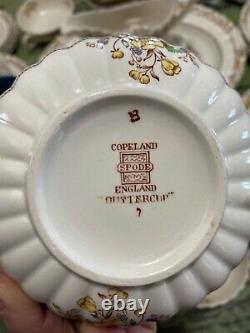 B
COPELAND
SPODE
ENGLAND
"BUTTERCUP"
7